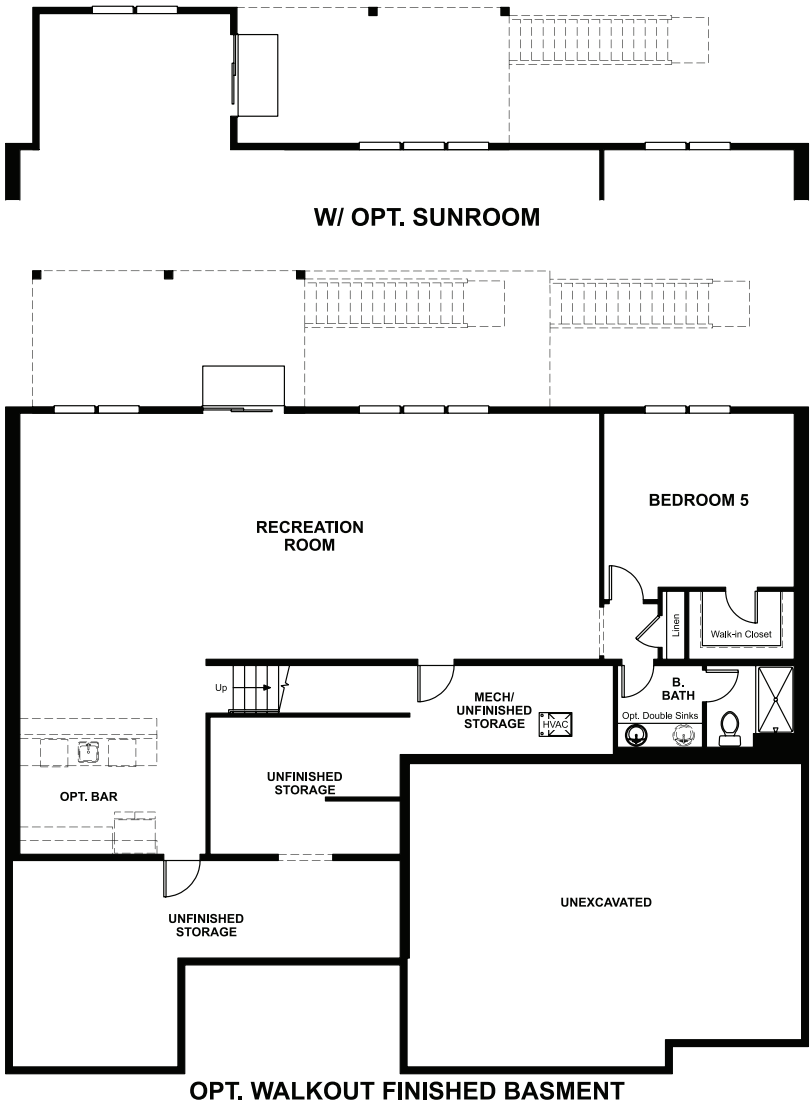 W/ OPT. SUNROOM
BEDROOM 5
RECREATION
ROOM
Linen
Walk-in Closet
Up
MECH/
UNFINISHED
STORAGE
HVAC
B.
BATH
Opt. Double Sinks
UNFINISHED
STORAGE
OPT. BAR
UNEXCAVATED
UNFINISHED
STORAGE
OPT. WALKOUT FINISHED BASMENT